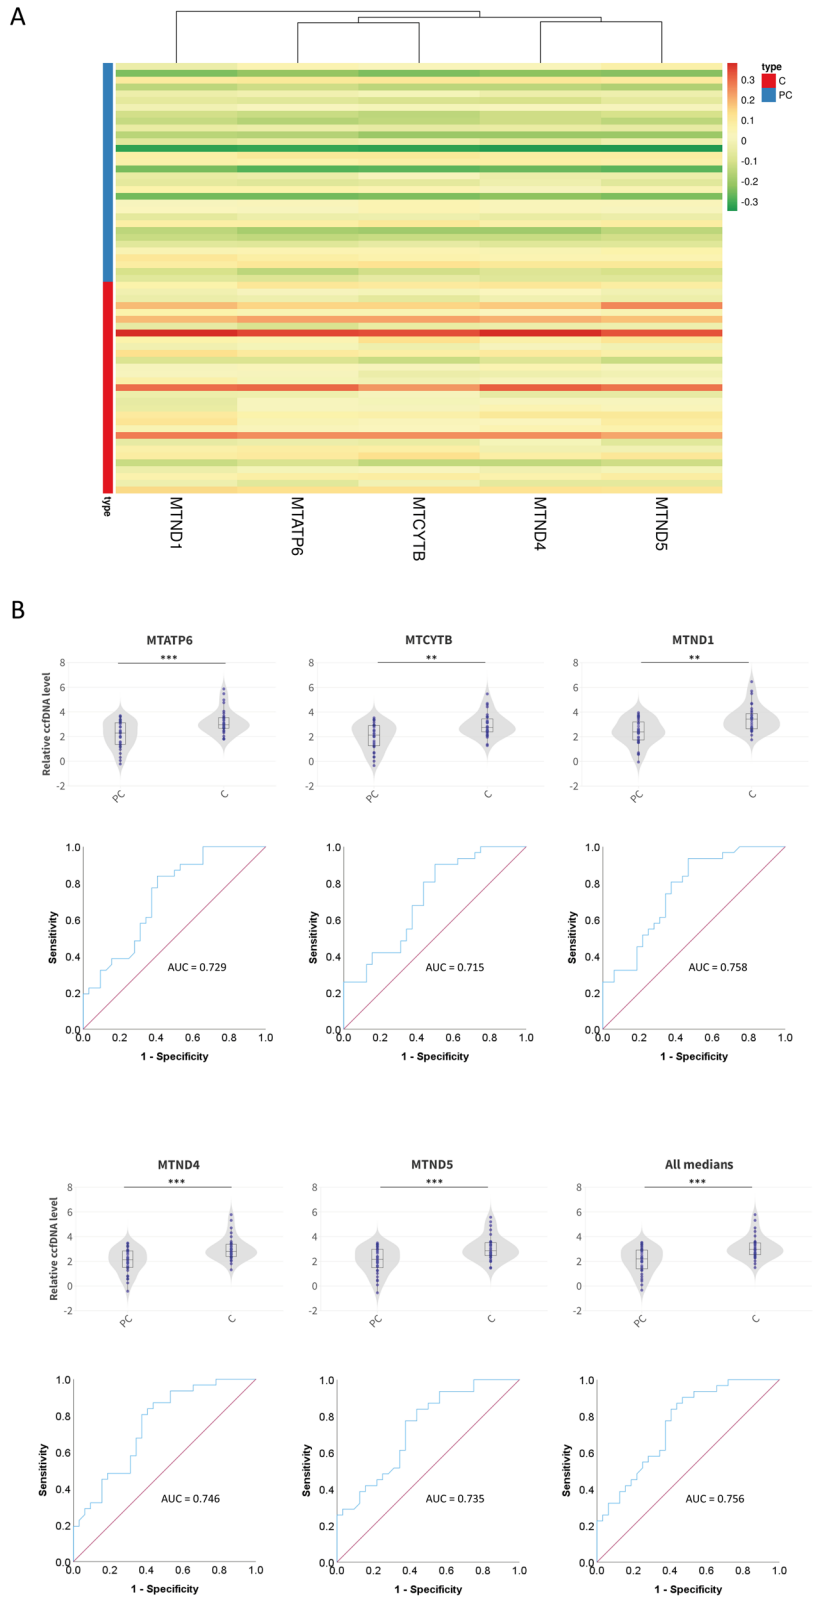 A
type
C
PC
0.3
0.2
0.1
0
-0.1
-0.2
-0.3
type
MTND1
MTATP6
MTCYTB
MTND4
MTND5
B
MTATP6
MTCYTB
MTND1
Relative ccfDNA level
8
6
4
2
0
-2
***
PC
C
8
6
4
2
0
-2
**
PC
C
8
6
4
2
0
-2
**
PC
C
Sensitivity
1.0
0.8
0.6
0.4
0.2
0.0
AUC = 0.729
0.0 0.2 0.4 0.6 0.8 1.0
1 - Specificity
Sensitivity
1.0
0.8
0.6
0.4
0.2
0.0
AUC = 0.715
0.0 0.2 0.4 0.6 0.8 1.0
1 - Specificity
Sensitivity
1.0
0.8
0.6
0.4
0.2
0.0
AUC = 0.758
0.0 0.2 0.4 0.6 0.8 1.0
1 - Specificity
MTND4
MTND5
All medians
Relative ccfDNA level
8
6
4
2
0
-2
***
PC
C
8
6
4
2
0
-2
***
PC
C
8
6
4
2
0
-2
***
PC
C
Sensitivity
1.0
0.8
0.6
0.4
0.2
0.0
AUC = 0.746
0.0 0.2 0.4 0.6 0.8 1.0
1 - Specificity
Sensitivity
1.0
0.8
0.6
0.4
0.2
0.0
AUC = 0.735
0.0 0.2 0.4 0.6 0.8 1.0
1 - Specificity
Sensitivity
1.0
0.8
0.6
0.4
0.2
0.0
AUC = 0.756
0.0 0.2 0.4 0.6 0.8 1.0
1 - Specificity